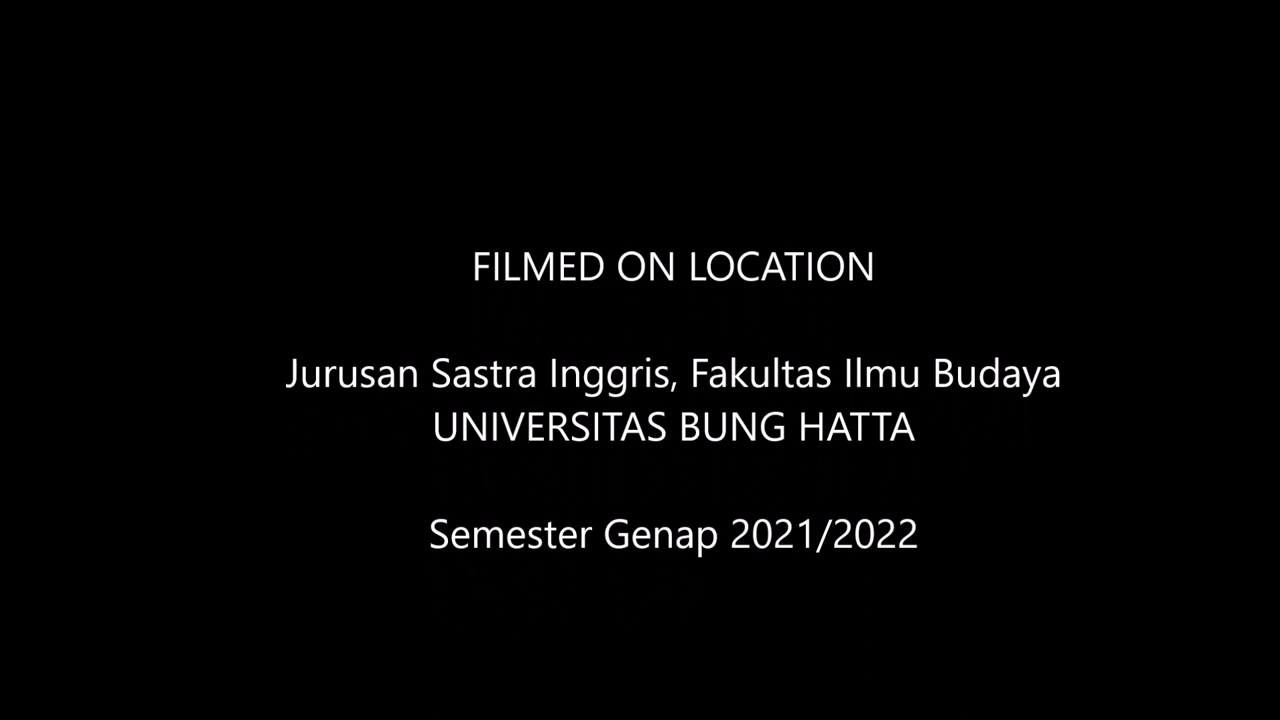 FILMED ON LOCATION
Jurusan Sastra Inggris, Fakultas Ilmu Budaya
UNIVERSITAS BUNG HATTA
Semester Genap 2021/2022